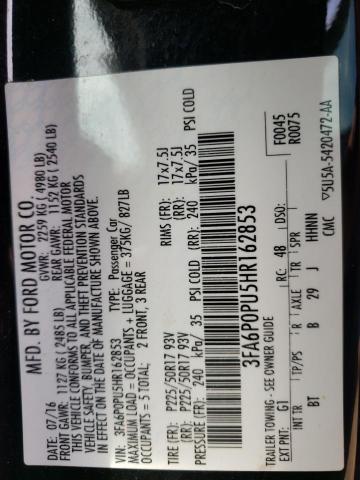 MFD. BY FORD MOTOR CO.
DATE: 07/16 GVWR: 2259 KG (4980 LB)
FRONT GAWR: 1127 KG (2485 LB) REAR GAWR: 1152 KG (2540 LB)
THIS VEHICLE CONFORMS TO ALL APPLICABLE FEDERAL MOTOR
VEHICLE SAFETY, BUMPER, AND THEFT PREVENTION STANDARDS
IN EFFECT ON THE DATE OF MANUFACTURE SHOWN ABOVE.
VIN: 3FA6P0PU5HR162853 TYPE: Passenger Car
MAXIMUM LOAD = OCCUPANTS + LUGGAGE = 375KG/ 827LB
OCCUPANTS = 5 TOTAL: 2 FRONT, 3 REAR
TIRE (FR): P225/50R17 93V RIMS (FR): 17x7.5J
(RR): P225/50R17 93V (RR): 17x7.5J
PRESSURE (FR): 240 kPa/ 35 PSI COLD (RR): 240 kPa/ 35 PSI COLD
3FA6P0PU5HR162853
F0045
R0075
TRAILER TOWING - SEE OWNER GUIDE
EXT PNT: G1 RC: 48 DSO:
INT TR TP/PS R AXLE TR SPR
BT B 29 J HHNN
CMC ▽5U5A-5420472-AA